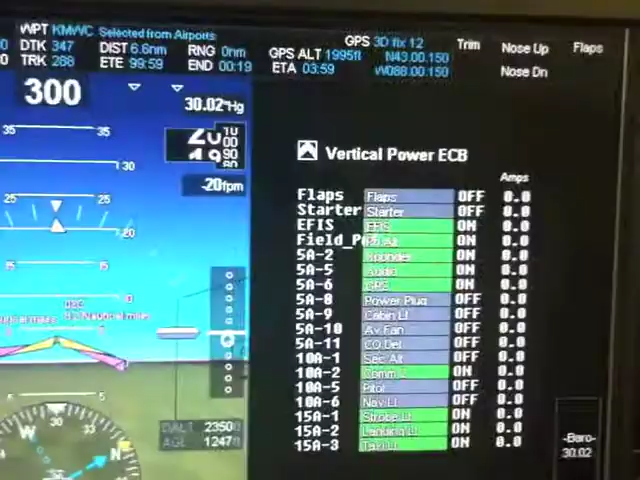 WPT KMWC Selected from Airports
DTK 347 DIST 6.6nm RNG 0nm GPS ALT 1995ft
TRK 288 ETE 99:59 END 00:19 ETA 03:59
GPS 3D fix 12
N43 00.150
W088 00.150
Trim
Nose Up
Nose Dn
Flaps
300
30.02"Hg
-20fpm
35 35
30
25 25
20
15 15
5
Vertical Power ECB
Amps
Flaps Flaps OFF 0.0
Starter Starter OFF 0.0
EFIS EFIS ON 0.0
ON 0.0
5A-2 Xponder ON 0.0
5A-5 Audio ON 0.0
5A-6 GPS ON 0.0
5A-8 Power Plug OFF 0.0
5A-9 Cabin Lt OFF 0.0
5A-10 Av Fan OFF 0.0
5A-11 CO Det OFF 0.0
10A-1 Sec Alt OFF 0.0
10A-2 Comm 2 ON 0.0
10A-5 Pitot OFF 0.0
10A-6 Nav Lt OFF 0.0
15A-1 Strobe Lt ON 0.0
15A-2 Landing Lt ON 0.0
15A-3 Taxi Lt ON 0.0
DALT 2350ft
AGL 1247ft
W 30 33 N
-Baro-
30.02